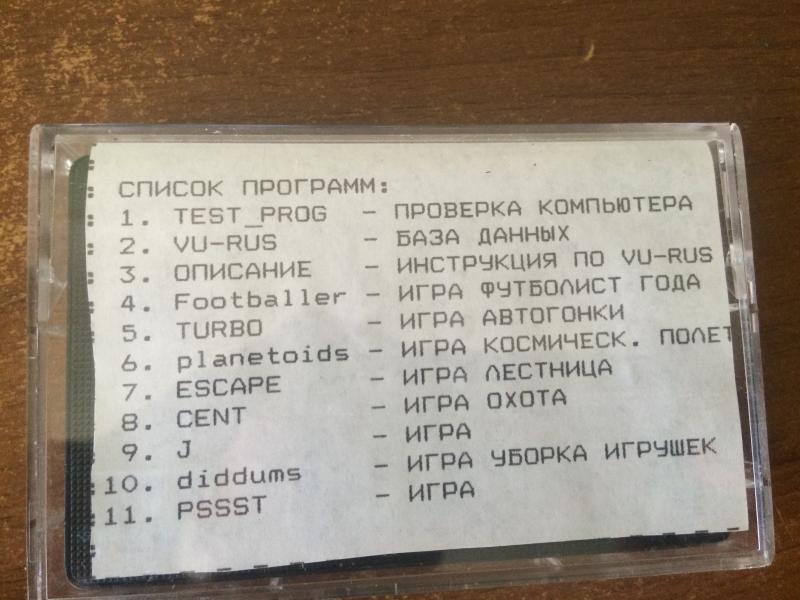 СПИСОК ПРОГРАММ:
1. TEST_PROG – ПРОВЕРКА КОМПЬЮТЕРА
2. VU-RUS – БАЗА ДАННЫХ
3. ОПИСАНИЕ – ИНСТРУКЦИЯ ПО VU-RUS
4. Footballer – ИГРА ФУТБОЛИСТ ГОДА
5. TURBO – ИГРА АВТОГОНКИ
6. planetoids – ИГРА КОСМИЧЕСК. ПОЛЕТ
7. ESCAPE – ИГРА ЛЕСТНИЦА
8. CENT – ИГРА ОХОТА
9. J – ИГРА
10. diddums – ИГРА УБОРКА ИГРУШЕК
11. PSSST – ИГРА